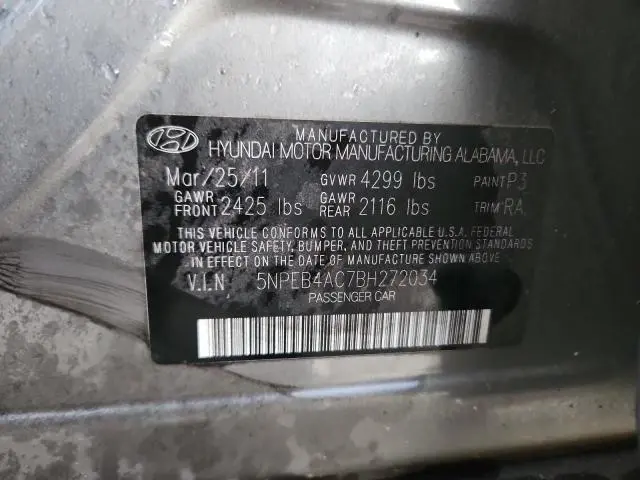 MANUFACTURED BY
HYUNDAI MOTOR MANUFACTURING ALABAMA, LLC
Mar/25/11 GVWR 4299 lbs PAINT P3
GAWR FRONT 2425 lbs GAWR REAR 2116 lbs TRIM RA
THIS VEHICLE CONFORMS TO ALL APPLICABLE U.S.A. FEDERAL
MOTOR VEHICLE SAFETY, BUMPER, AND THEFT PREVENTION STANDARDS
IN EFFECT ON THE DATE OF MANUFACTURE SHOWN ABOVE.
V.I.N 5NPEB4AC7BH272034
PASSENGER CAR